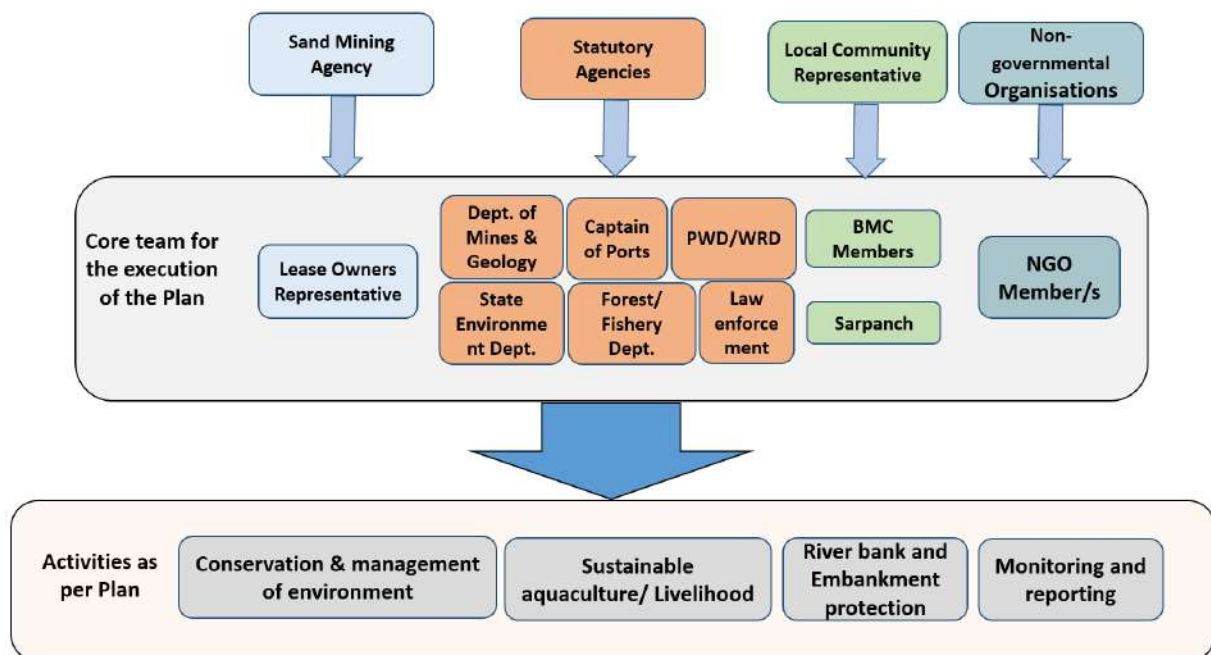 Sand Mining
Agency
Statutory
Agencies
Local Community
Representative
Non-
governmental
Organisations
Core team for
the execution
of the Plan
Lease Owners
Representative
Dept. of
Mines &
Geology
Captain
of Ports
PWD/WRD
State
Environme
nt Dept.
Forest/
Fishery
Dept.
Law
enforce
ment
BMC
Members
Sarpanch
NGO
Member/s
Activities as
per Plan
Conservation & management
of environment
Sustainable
aquaculture/ Livelihood
River bank and
Embankment
protection
Monitoring and
reporting